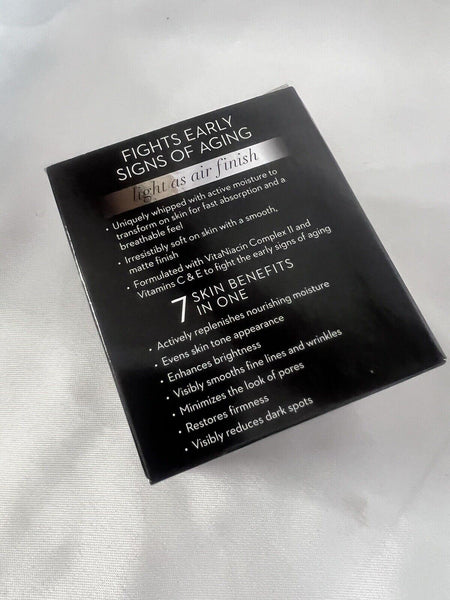 FIGHTS EARLY
SIGNS OF AGING
light as air finish
• Uniquely whipped with active moisture to
transform on skin for fast absorption and a
breathable feel
• Irresistibly soft on skin with a smooth,
matte finish
• Formulated with VitaNiacin Complex II and
Vitamins C & E to fight the early signs of aging
7 SKIN BENEFITS
IN ONE
• Actively replenishes nourishing moisture
• Evens skin tone appearance
• Enhances brightness
• Visibly smooths fine lines and wrinkles
• Minimizes the look of pores
• Restores firmness
• Visibly reduces dark spots